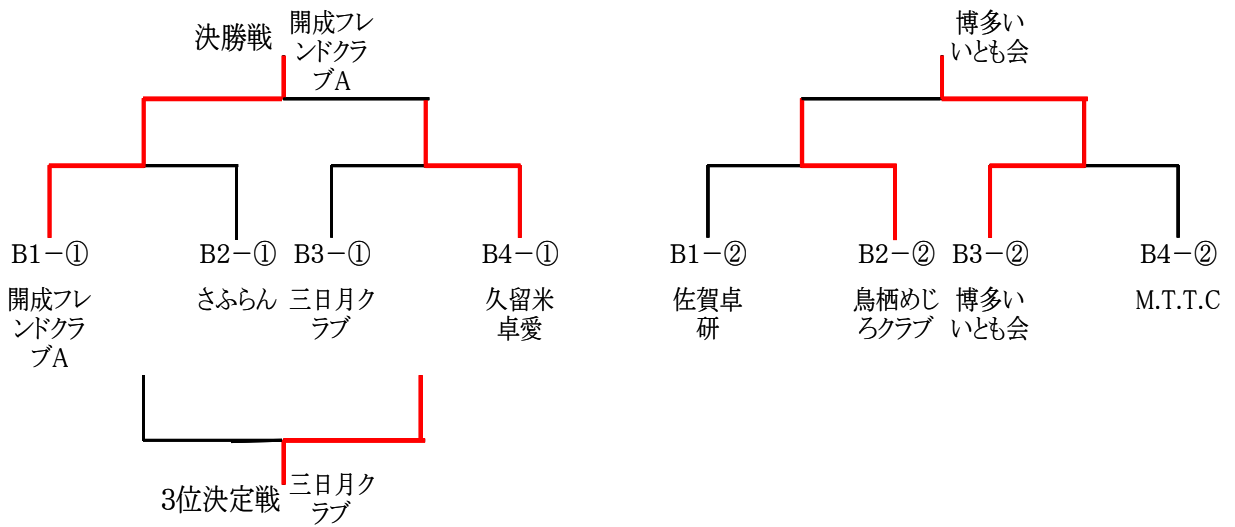 決勝戦
開成フレ
ンドクラ
ブA
博多い
いとも会
B1－①
B2－①
B3－①
B4－①
B1－②
B2－②
B3－②
B4－②
開成フレ
ンドクラ
ブA
さふらん
三日月ク
ラブ
久留米
卓愛
佐賀卓
研
鳥栖めじ
ろクラブ
博多い
いとも会
M.T.T.C
3位決定戦
三日月ク
ラブ